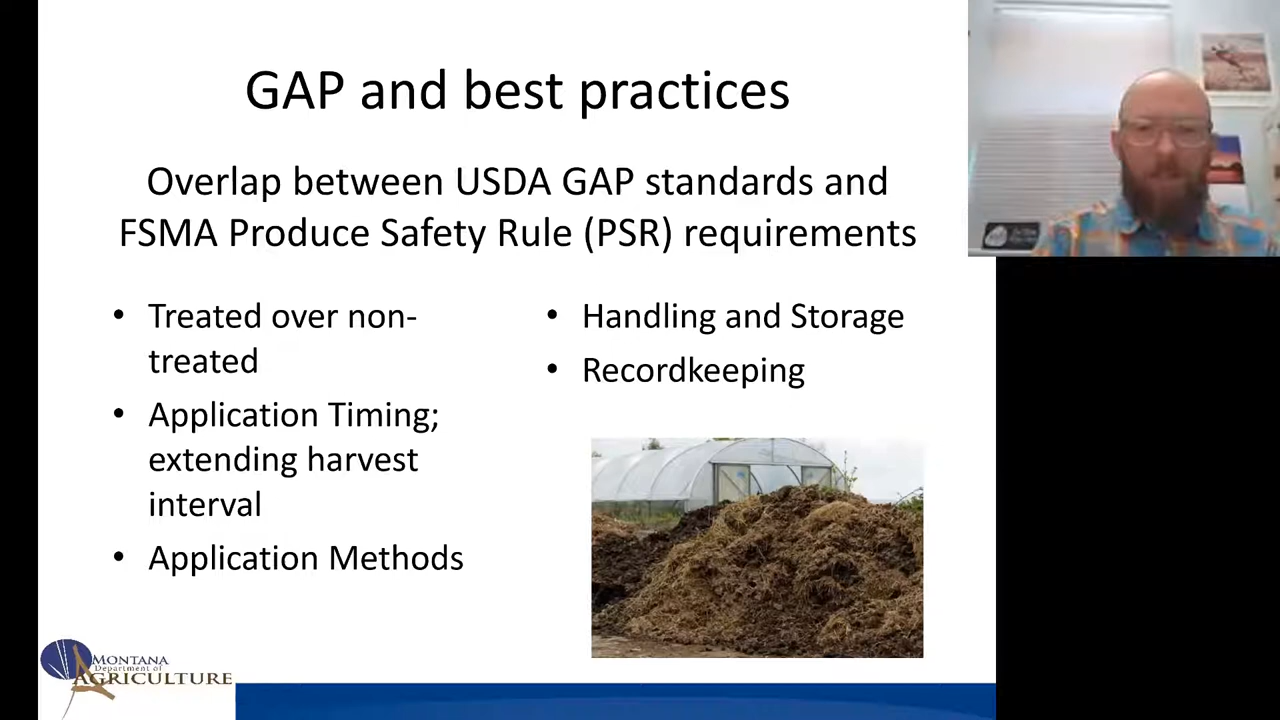 GAP and best practices
Overlap between USDA GAP standards and
FSMA Produce Safety Rule (PSR) requirements
• Treated over non-
treated
• Application Timing;
extending harvest
interval
• Application Methods
• Handling and Storage
• Recordkeeping
MONTANA
Department of
AGRICULTURE